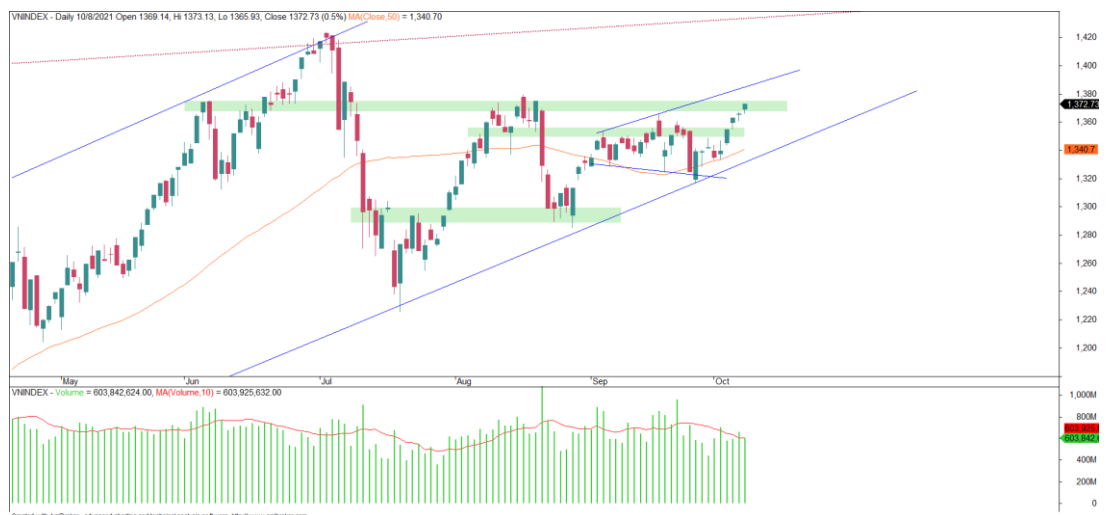 VNINDEX - Daily 10/8/2021 Open 1369.14, Hi 1373.13, Lo 1365.93, Close 1372.73 (0.5%) MA(Close,50) = 1,340.70
1,420
1,400
1,380
1,372.73
1,360
1,340.7
1,320
1,300
1,280
1,260
1,240
1,220
1,200
May Jun Jul Aug Sep Oct
VNINDEX - Volume = 603,842,624.00, MA(Volume,10) = 603,925,632.00
1,000M
800M
603,925,6
603,842,6
400M
200M
0